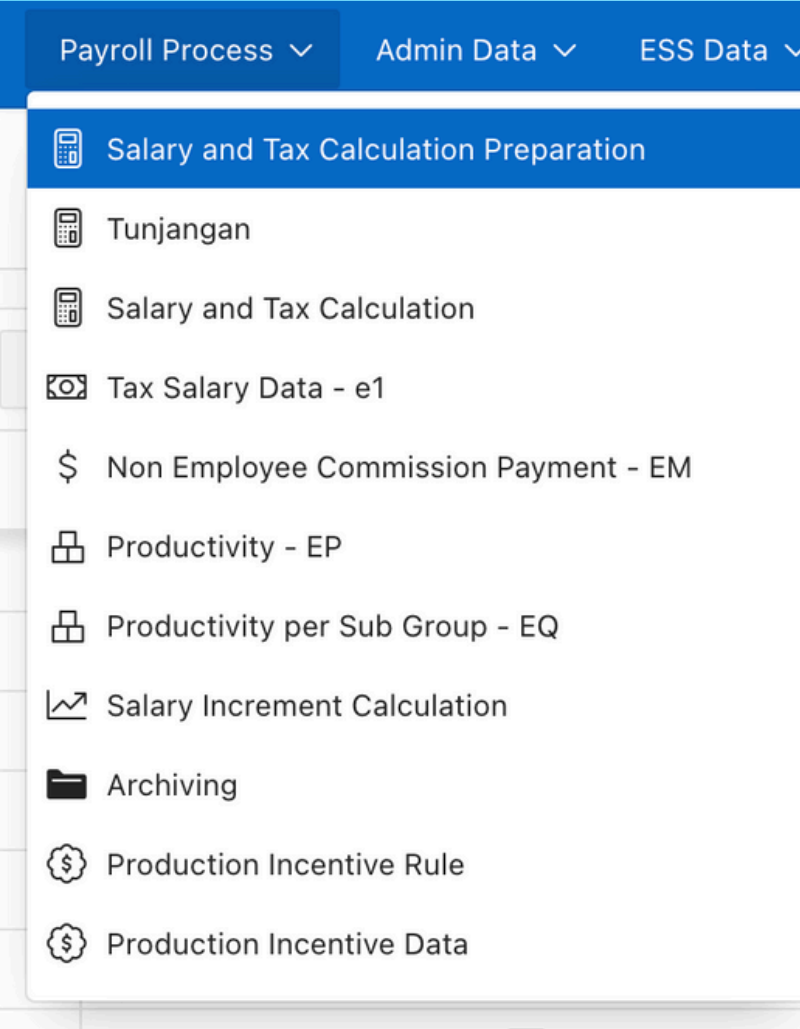 Payroll Process Admin Data ESS Data
Salary and Tax Calculation Preparation
Tunjangan
Salary and Tax Calculation
Tax Salary Data - e1
Non Employee Commission Payment - EM
Productivity - EP
Productivity per Sub Group - EQ
Salary Increment Calculation
Archiving
Production Incentive Rule
Production Incentive Data